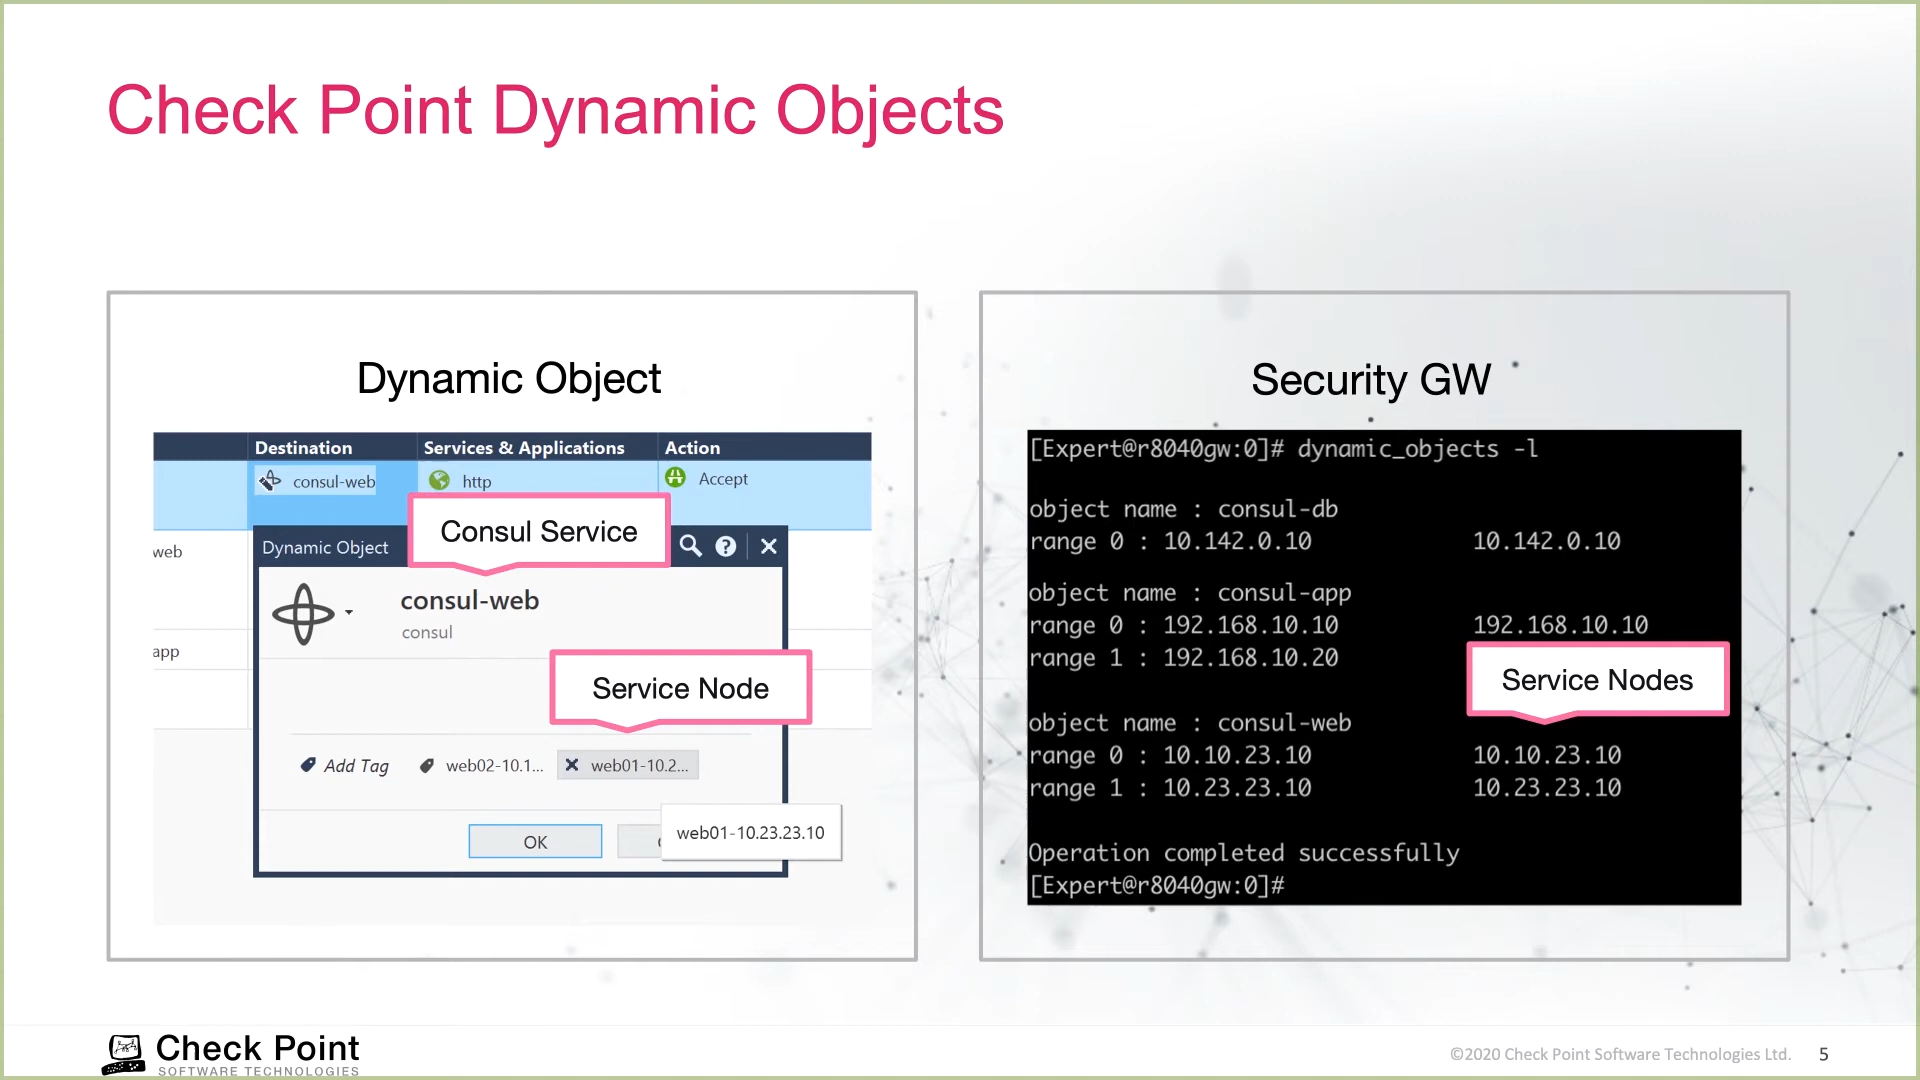 Check Point Dynamic Objects
Dynamic Object
Destination Services & Applications Action
consul-web http Accept
Consul Service
web
Dynamic Object
consul-web
consul
app
Service Node
Add Tag web02-10.1... web01-10.2...
web01-10.23.23.10
OK
Security GW
[Expert@r8040gw:0]# dynamic_objects -l
object name : consul-db
range 0 : 10.142.0.10 10.142.0.10
object name : consul-app
range 0 : 192.168.10.10 192.168.10.10
range 1 : 192.168.10.20
Service Nodes
object name : consul-web
range 0 : 10.10.23.10 10.10.23.10
range 1 : 10.23.23.10 10.23.23.10
Operation completed successfully
[Expert@r8040gw:0]#
Check Point
SOFTWARE TECHNOLOGIES
©2020 Check Point Software Technologies Ltd. 5